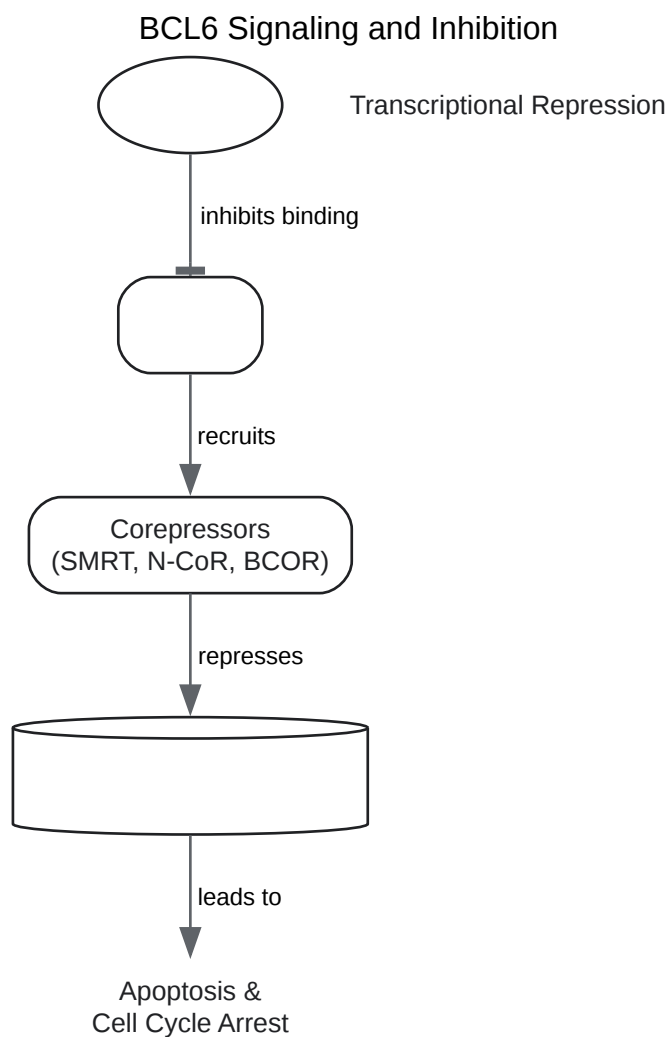 BCL6 Signaling and Inhibition
Transcriptional Repression
inhibits binding
recruits
Corepressors
(SMRT, N-CoR, BCOR)
represses
leads to
Apoptosis &
Cell Cycle Arrest